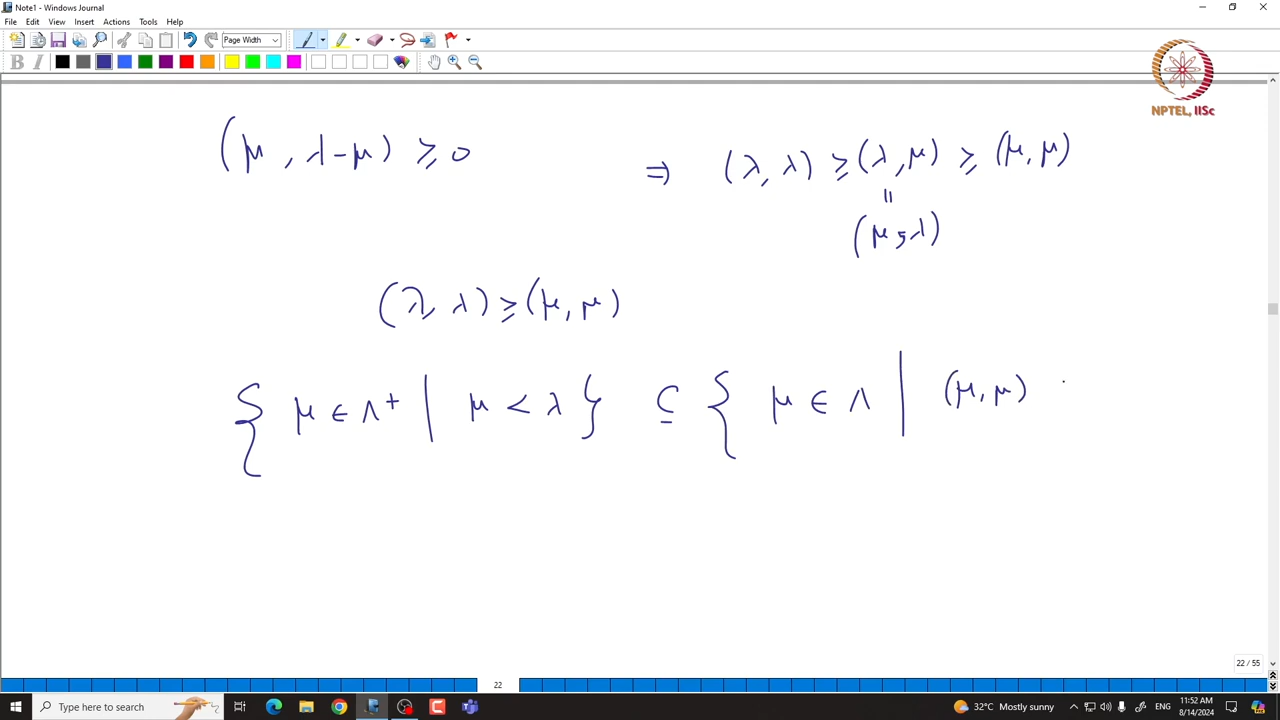 Note1 - Windows Journal
File Edit View Insert Actions Tools Help
Page Width
B I
NPTEL, IISc
(μ, λ-μ) ≥ 0 ⇒ (λ, λ) ≥ (λ, μ) ≥ (μ, μ)
"
(μ, λ)
(λ, λ) ≥ (μ, μ)
{ μ ∈ Λ+ | μ < λ } ⊆ { μ ∈ Λ | (μ, μ)
22 / 55
22
Type here to search
32°C Mostly sunny
ENG
11:52 AM
8/14/2024